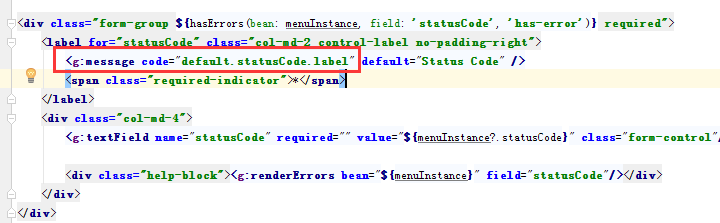 <div class="form-group ${hasErrors(bean: menuInstance, field: 'statusCode', 'has-error')} required">
<label for="statusCode" class="col-md-2 control-label no-padding-right">
<g:message code="default.statusCode.label" default="Status Code" />
<span class="required-indicator">*</span>
</label>
<div class="col-md-4">
<g:textField name="statusCode" required="" value="${menuInstance?.statusCode}" class="form-control"/
<div class="help-block"><g:renderErrors bean="${menuInstance}" field="statusCode"/></div>
</div>
</div>